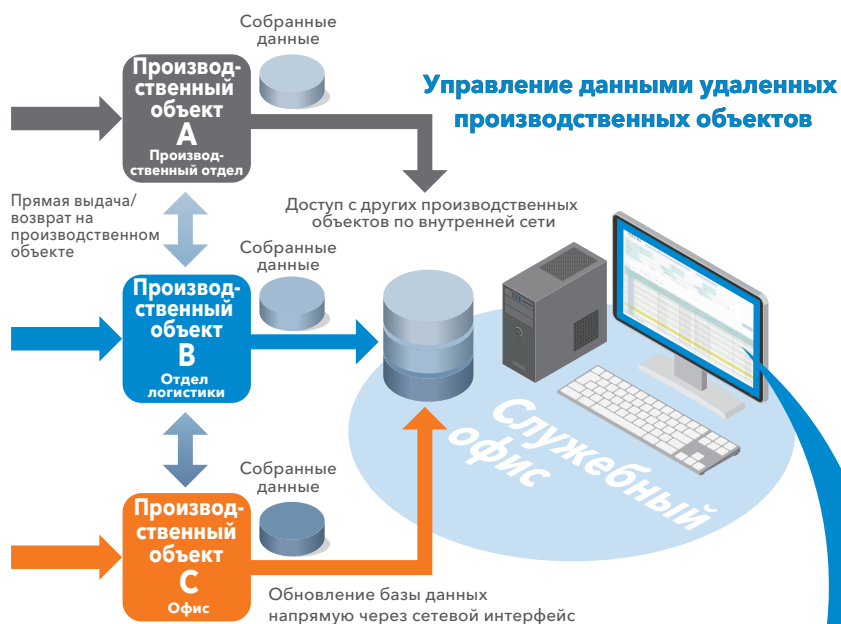 Собранные
данные
Производ-
ственный
объект
A
Производ-
ственный отдел
Управление данными удаленных
производственных объектов
Прямая выдача/
возврат на
производственном
объекте
Доступ с других производственных
объектов по внутренней сети
Собранные
данные
Производ-
ственный
объект
B
Отдел
логистики
Служебный
офис
Собранные
данные
Производ-
ственный
объект
C
Офис
Обновление базы данных
напрямую через сетевой интерфейс